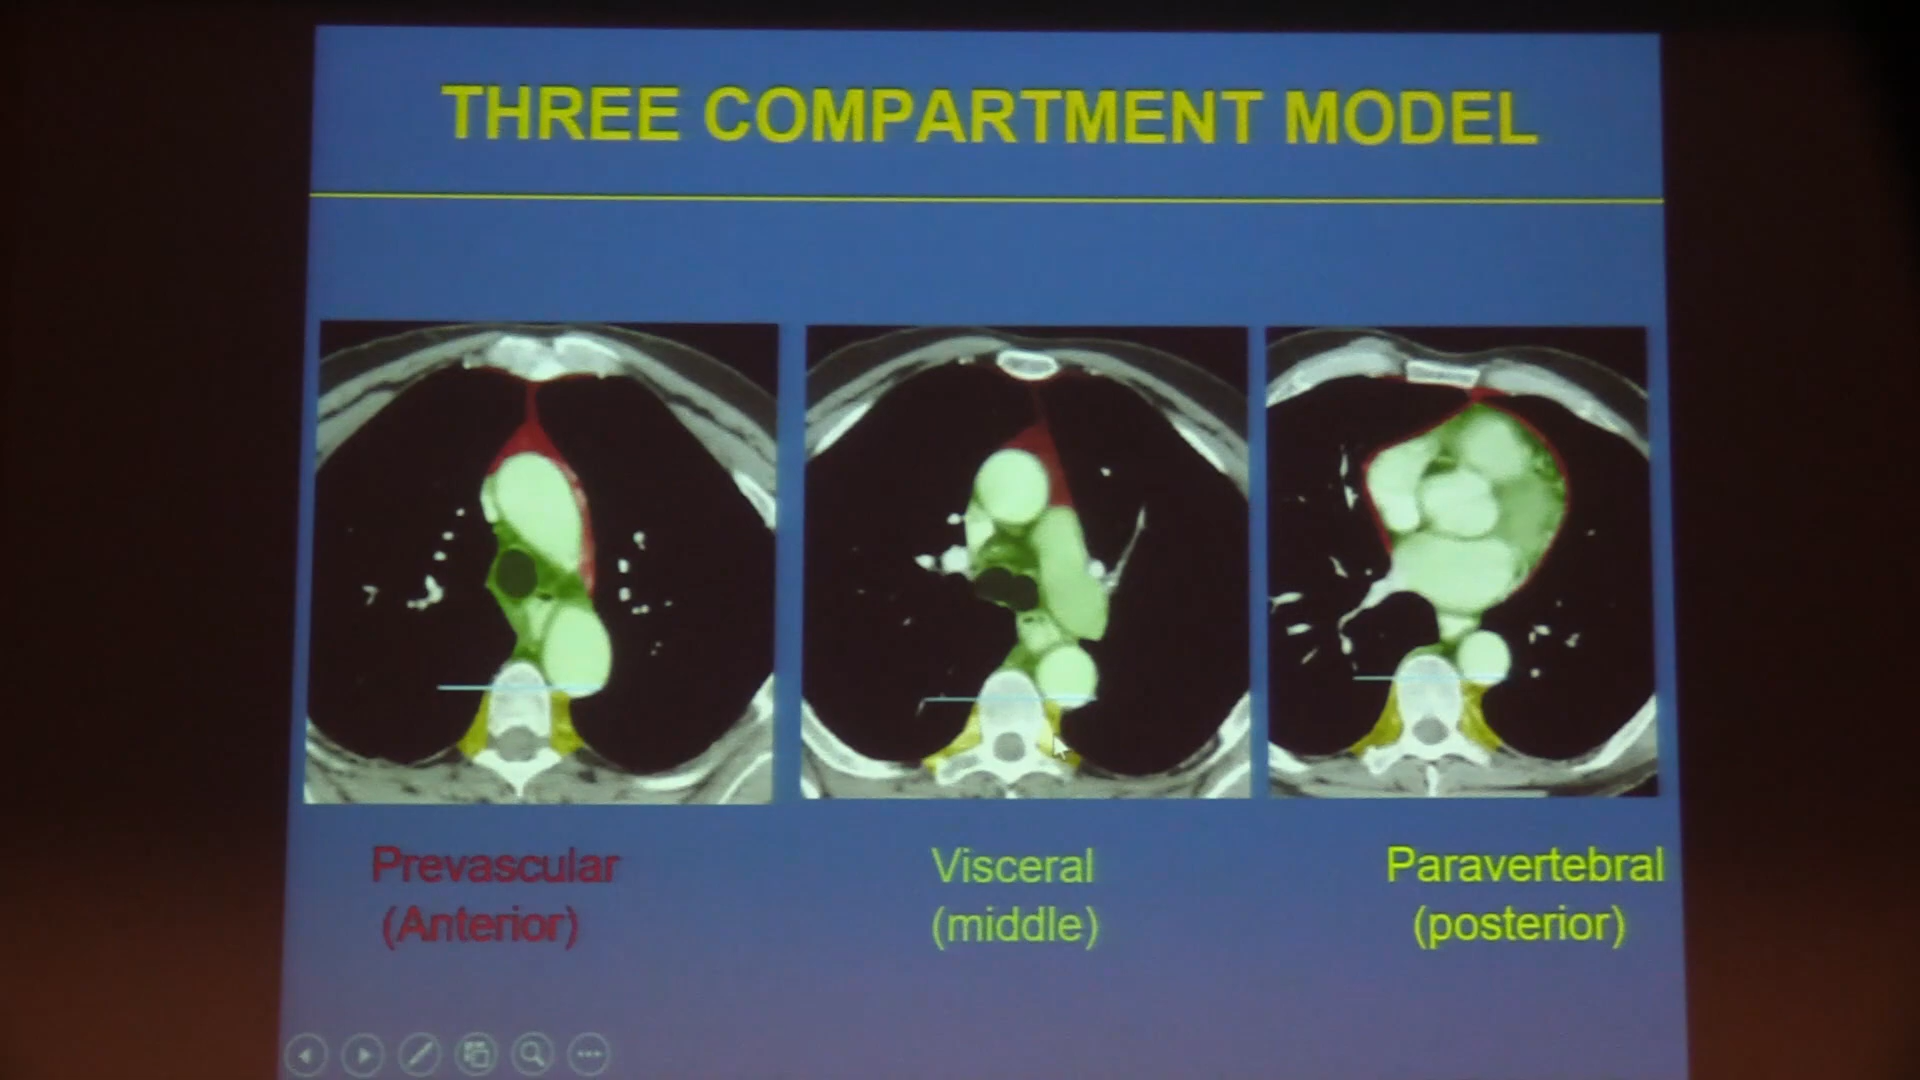 THREE COMPARTMENT MODEL
Prevascular
(Anterior)
Visceral
(middle)
Paravertebral
(posterior)